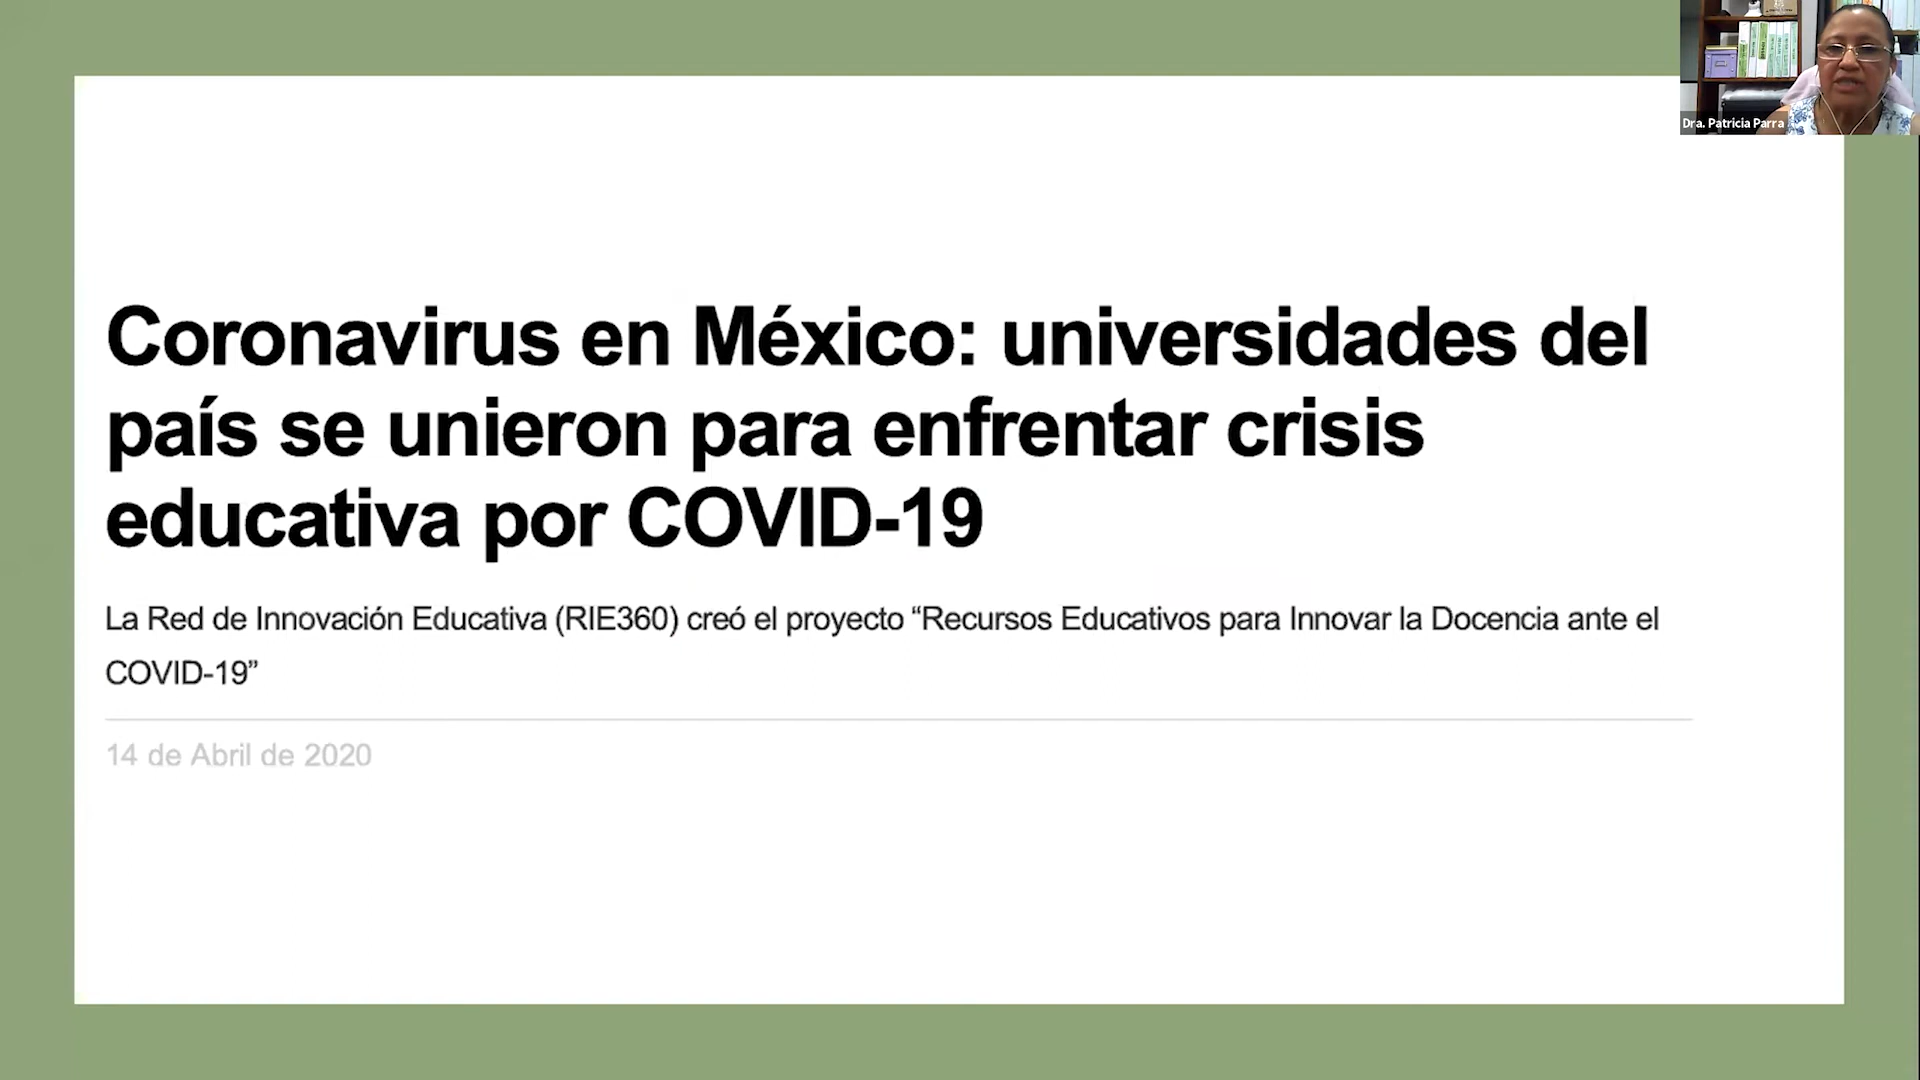 Dra. Patricia Parra
Coronavirus en México: universidades del
país se unieron para enfrentar crisis
educativa por COVID-19
La Red de Innovación Educativa (RIE360) creó el proyecto “Recursos Educativos para Innovar la Docencia ante el
COVID-19”
14 de Abril de 2020